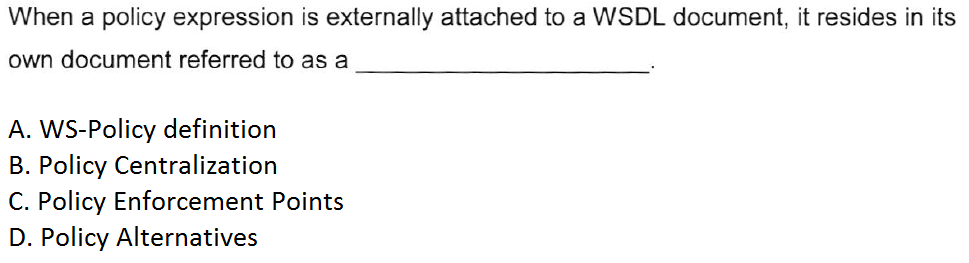 When a policy expression is externally attached to a WSDL document, it resides in its
own document referred to as a ______________________.
A. WS-Policy definition
B. Policy Centralization
C. Policy Enforcement Points
D. Policy Alternatives